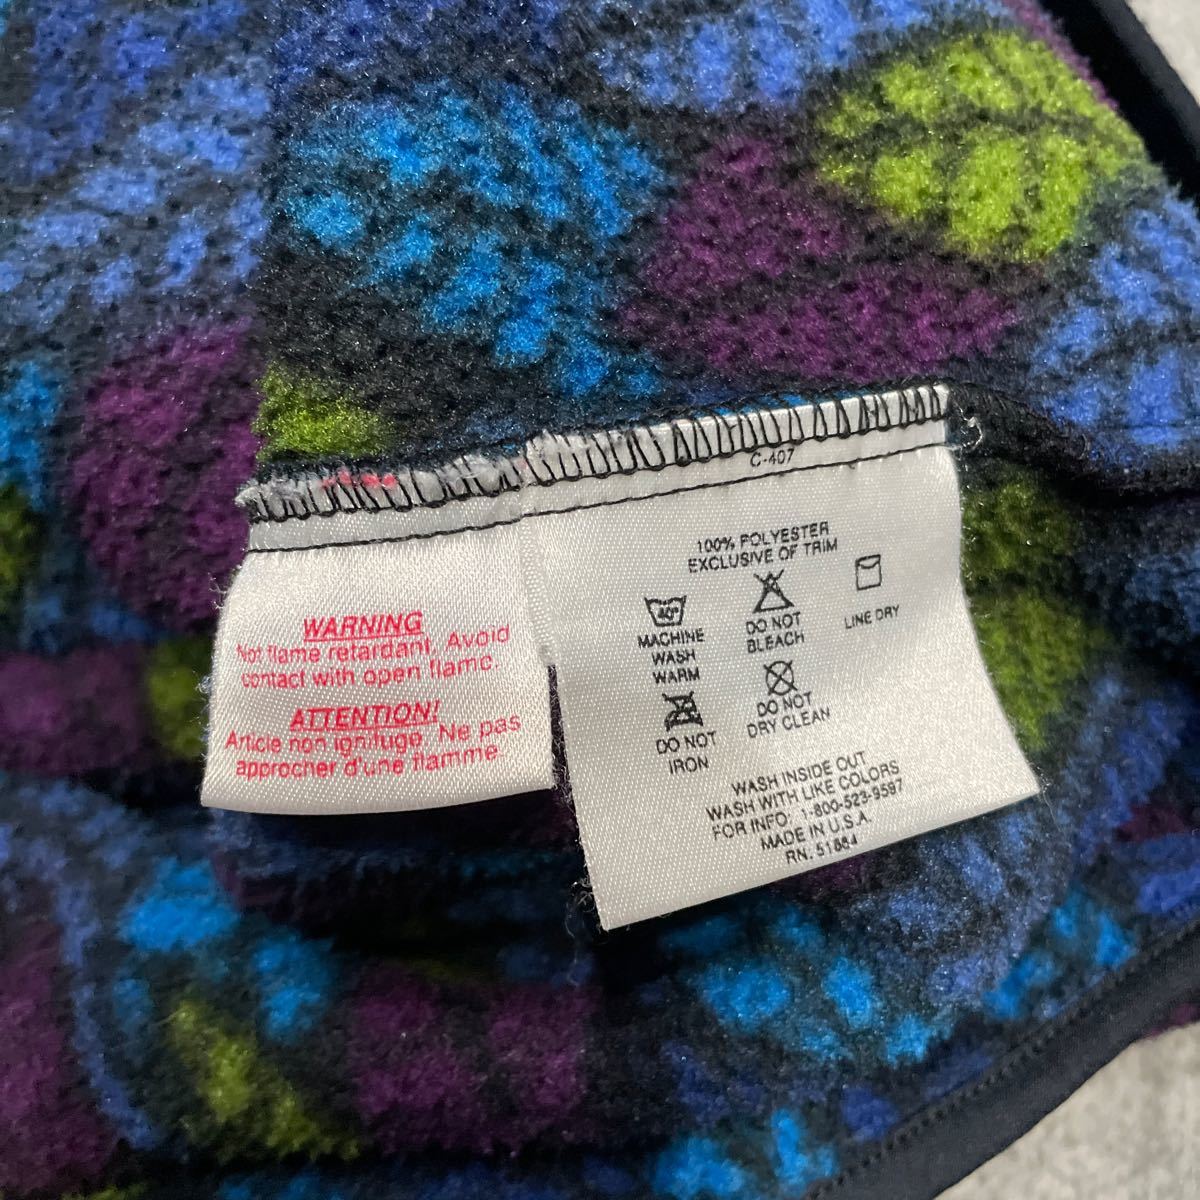 C-407
WARNING
Not flame retardant. Avoid
contact with open flame.
ATTENTION!
Article non ignifuge. Ne pas
approcher d'une flamme
100% POLYESTER
EXCLUSIVE OF TRIM
40°
MACHINE
WASH
WARM
DO NOT
BLEACH
LINE DRY
DO NOT
IRON
DO NOT
DRY CLEAN
WASH INSIDE OUT
WASH WITH LIKE COLORS
FOR INFO: 1-800-523-9597
MADE IN U.S.A.
RN. 51884